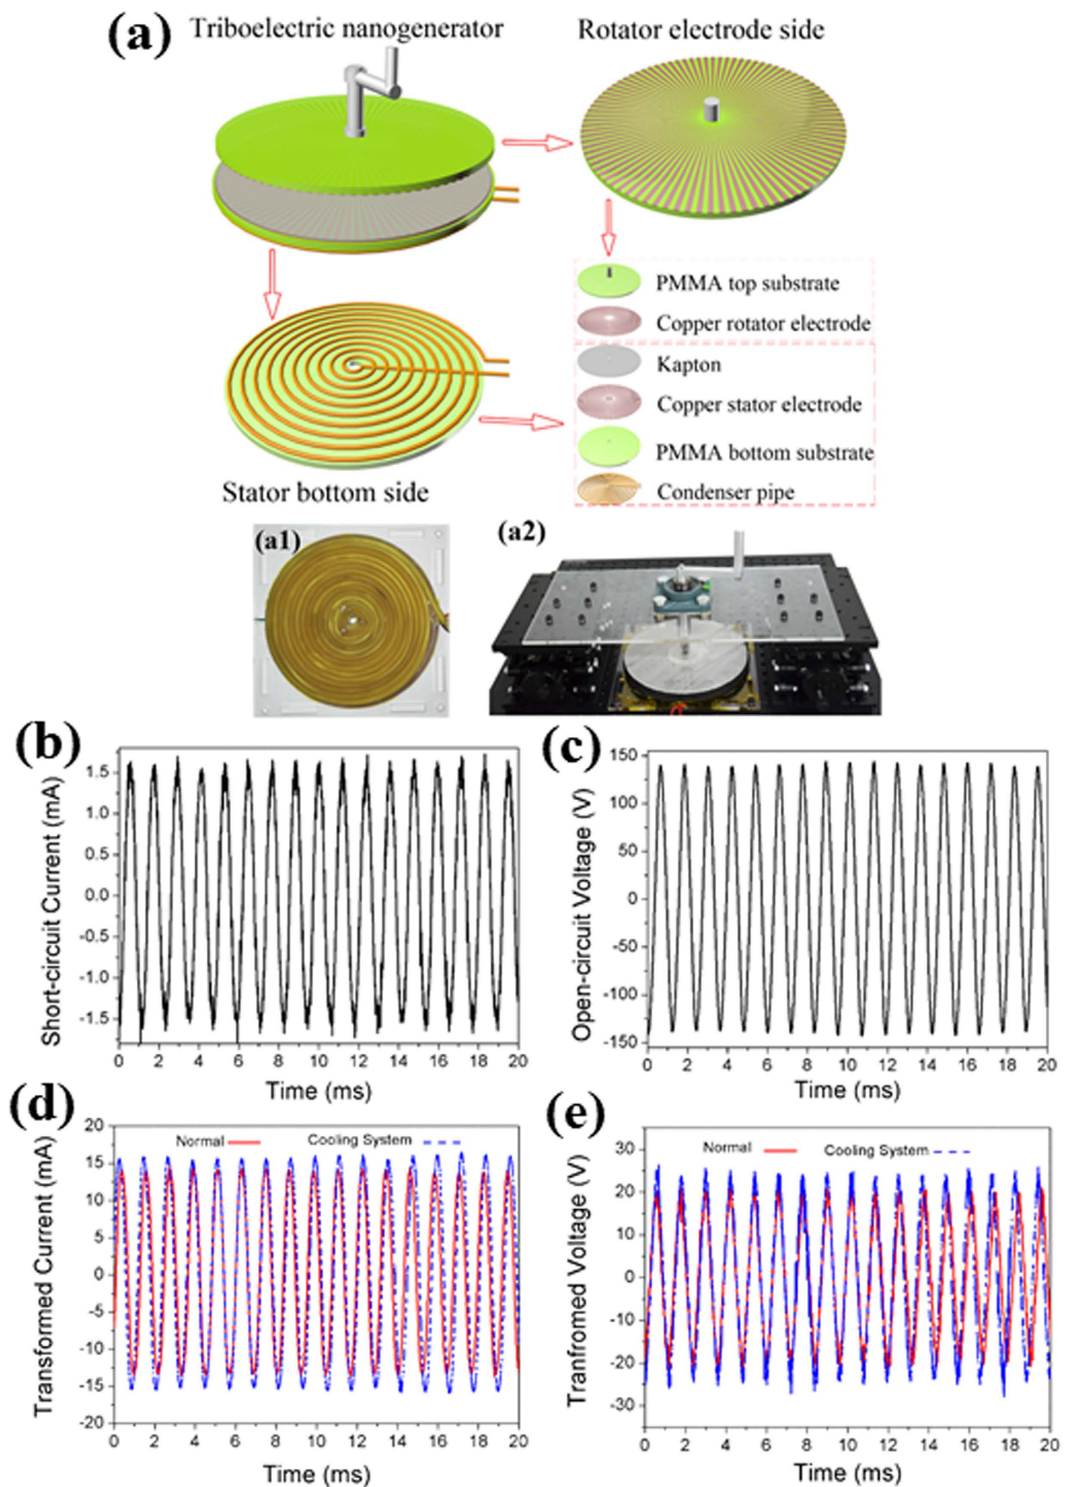 (a)
Triboelectric nanogenerator
Rotator electrode side
PMMA top substrate
Copper rotator electrode
Kapton
Copper stator electrode
PMMA bottom substrate
Condenser pipe
Stator bottom side
(a1)
(a2)
(b)
Short-circuit Current (mA)
1.5
1.0
0.5
0.0
-0.5
-1.0
-1.5
0 2 4 6 8 10 12 14 16 18 20
Time (ms)
(c)
Open-circuit Voltage (V)
150
100
50
0
-50
-100
-150
0 2 4 6 8 10 12 14 16 18 20
Time (ms)
(d)
Transformed Current (mA)
20
15
10
5
0
-5
-10
-15
-20
Normal
Cooling System
0 2 4 6 8 10 12 14 16 18 20
Time (ms)
(e)
Tranfromed Voltage (V)
30
20
10
0
-10
-20
-30
Normal
Cooling System
0 2 4 6 8 10 12 14 16 18 20
Time (ms)